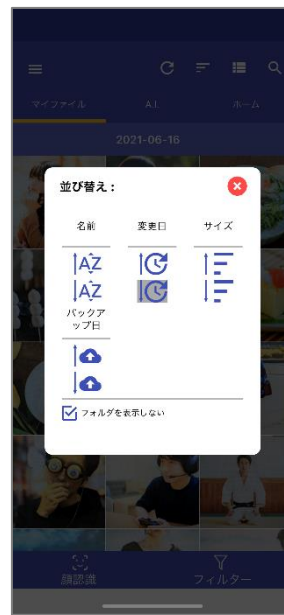 マイファイル A.I. ホーム
2021-06-16
並び替え：
名前 変更日 サイズ
AZ
AZ
バックア
ップ日
フォルダを表示しない
顔認識 フィルター